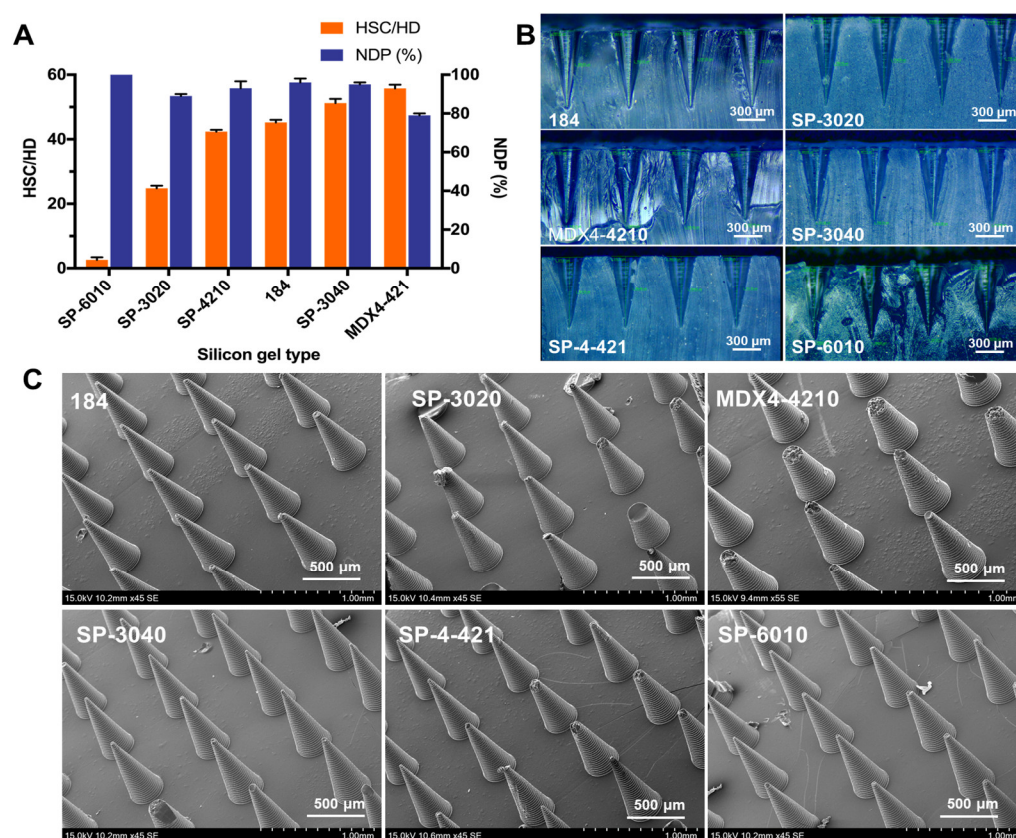 A
HSC/HD
NDP (%)
60
40
20
0
HSC/HD
100
80
60
40
20
0
NDP (%)
SP-6010
SP-3020
SP-4210
184
SP-3040
MDX4-421
Silicon gel type
B
184
300 µm
SP-3020
300 µm
MDX4-4210
300 µm
SP-3040
300 µm
SP-4-421
300 µm
SP-6010
300 µm
C
184
500 µm
15.0kV 10.2mm x45 SE 1.00mm
SP-3020
500 µm
15.0kV 10.4mm x45 SE 1.00mm
MDX4-4210
500 µm
15.0kV 9.4mm x55 SE 1.00mm
SP-3040
500 µm
15.0kV 10.2mm x45 SE 1.00mm
SP-4-421
500 µm
15.0kV 10.6mm x45 SE 1.00mm
SP-6010
500 µm
15.0kV 10.2mm x45 SE 1.00mm